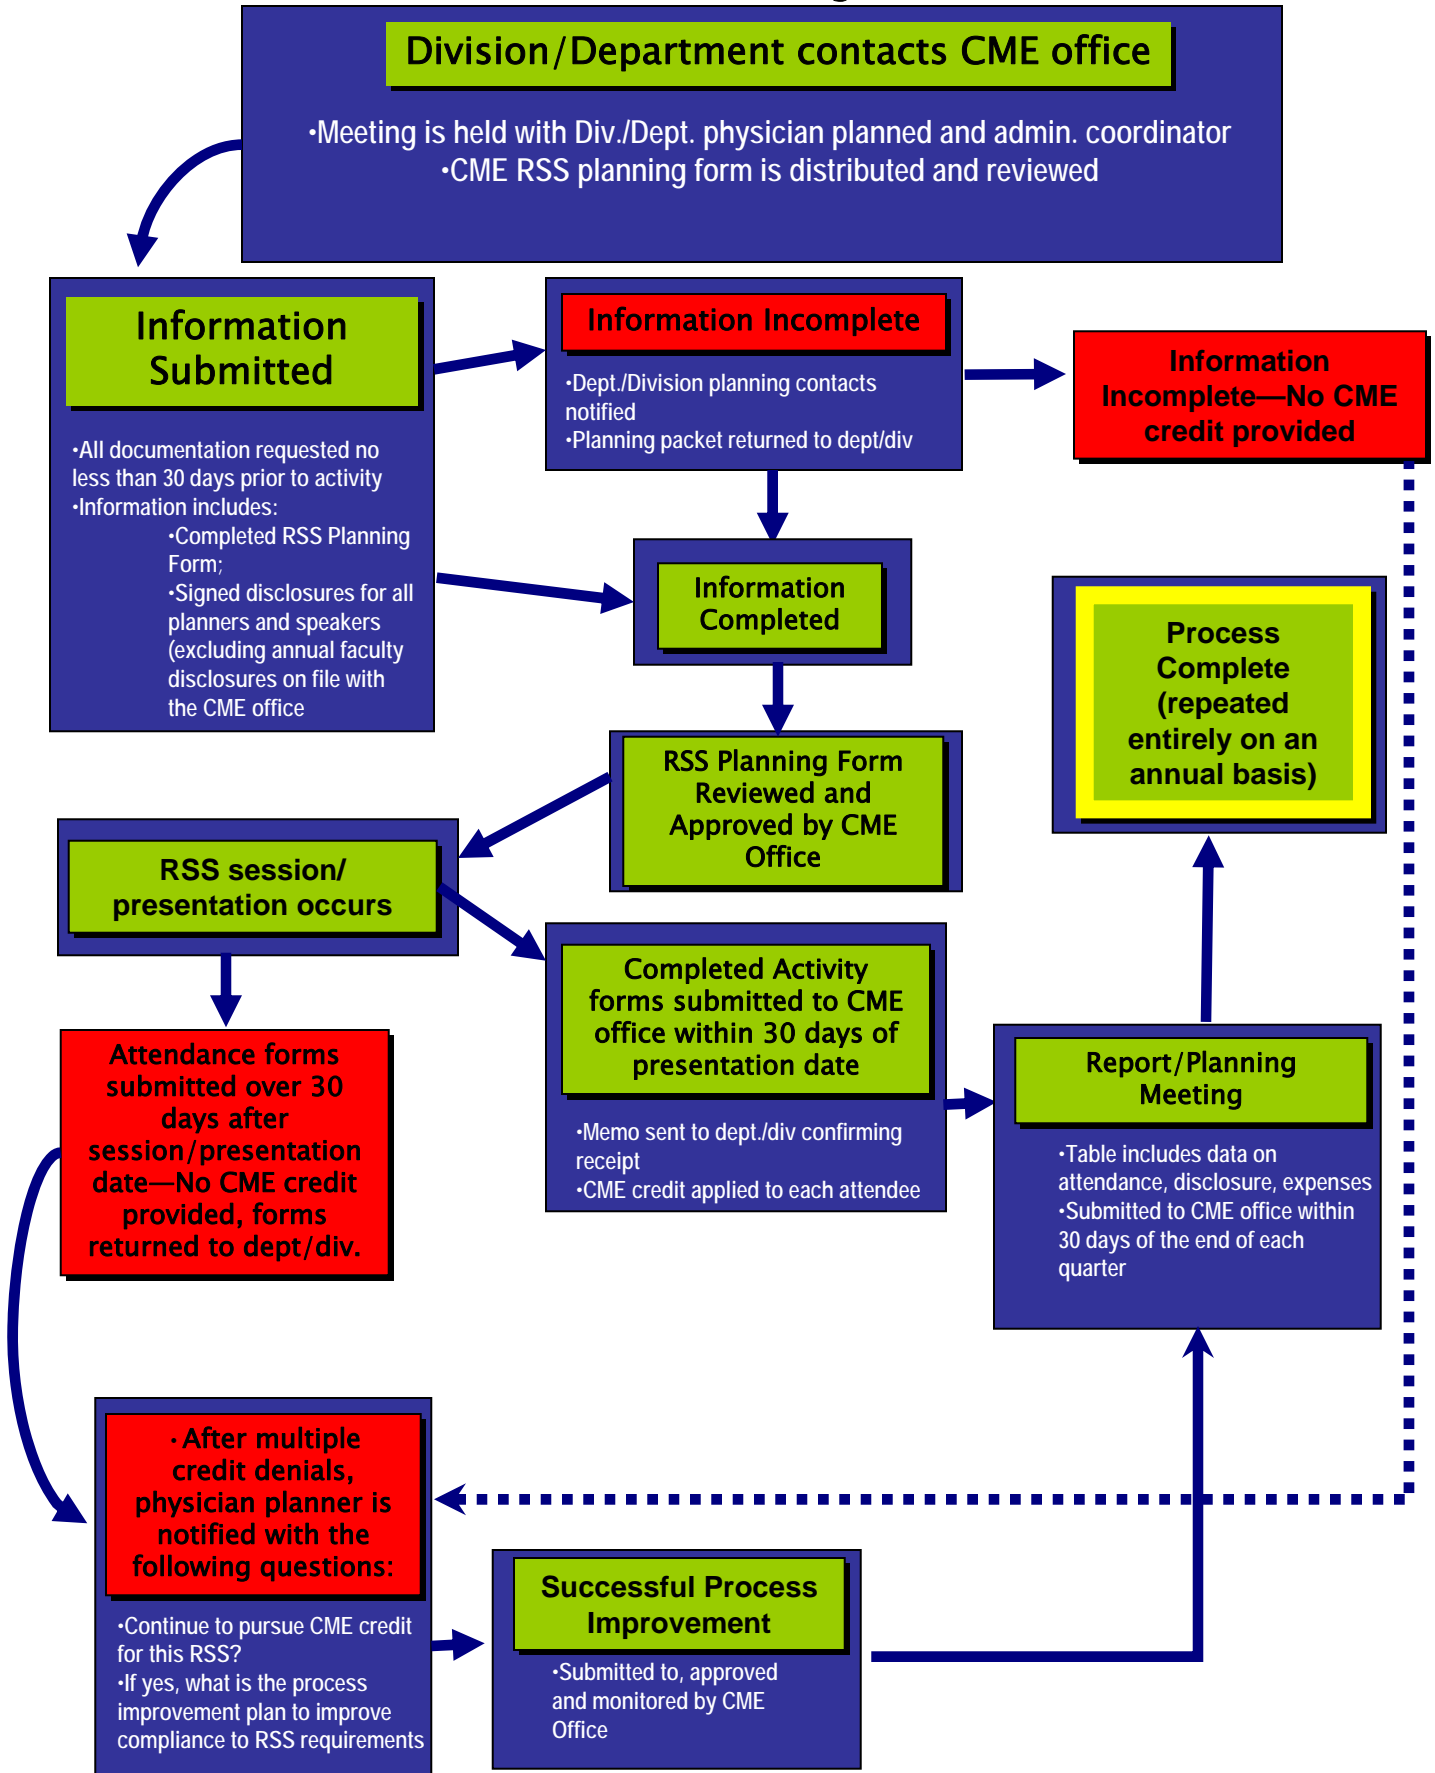 Division/Department contacts CME office
•Meeting is held with Div./Dept. physician planned and admin. coordinator
•CME RSS planning form is distributed and reviewed
Information
Submitted
•All documentation requested no
less than 30 days prior to activity
•Information includes:
•Completed RSS Planning
Form;
•Signed disclosures for all
planners and speakers
(excluding annual faculty
disclosures on file with
the CME office
Information Incomplete
•Dept./Division planning contacts
notified
•Planning packet returned to dept/div
Information
Incomplete—No CME
credit provided
Information
Completed
Process
Complete
(repeated
entirely on an
annual basis)
RSS Planning Form
Reviewed and
Approved by CME
Office
RSS session/
presentation occurs
Completed Activity
forms submitted to CME
office within 30 days of
presentation date
•Memo sent to dept./div confirming
receipt
•CME credit applied to each attendee
Report/Planning
Meeting
•Table includes data on
attendance, disclosure, expenses
•Submitted to CME office within
30 days of the end of each
quarter
Attendance forms
submitted over 30
days after
session/presentation
date—No CME credit
provided, forms
returned to dept/div.
•After multiple
credit denials,
physician planner is
notified with the
following questions:
•Continue to pursue CME credit
for this RSS?
•If yes, what is the process
improvement plan to improve
compliance to RSS requirements
Successful Process
Improvement
•Submitted to, approved
and monitored by CME
Office